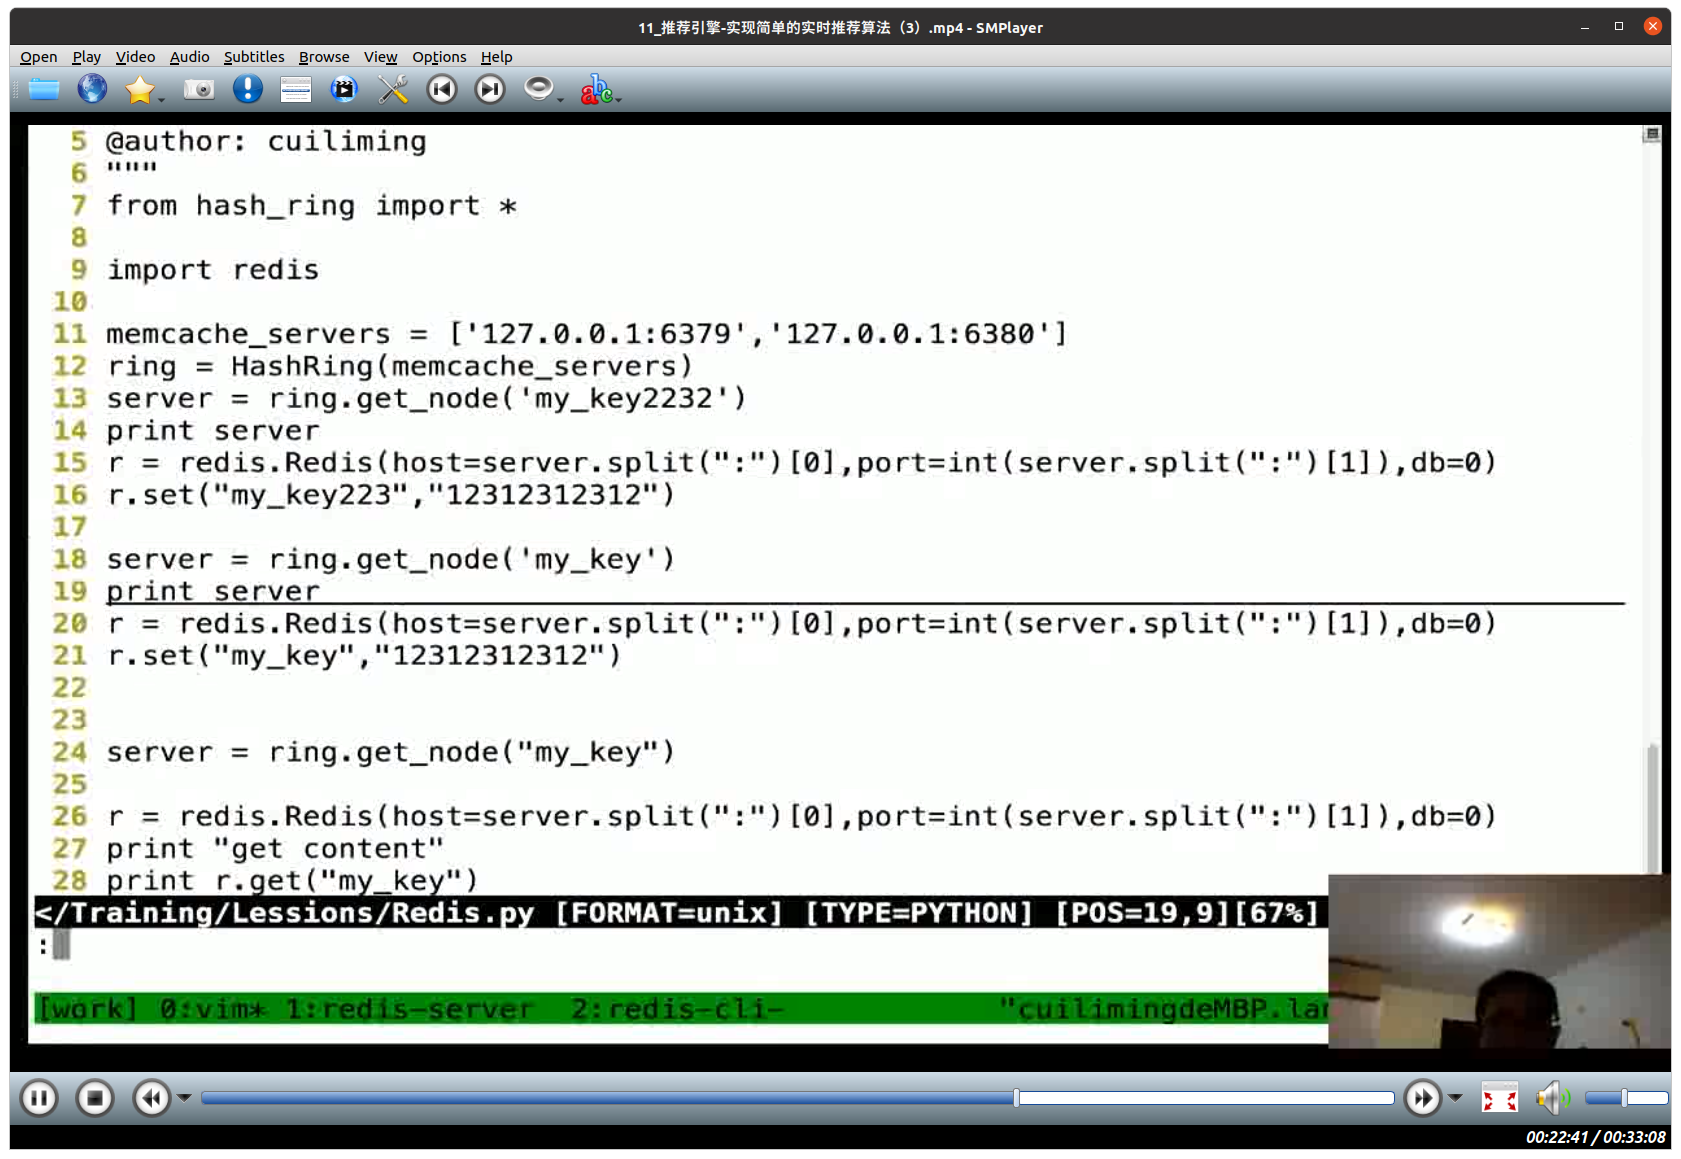 11_推荐引擎-实现简单的实时推荐算法（3）.mp4 - SMPlayer
Open Play Video Audio Subtitles Browse View Options Help
abc
5 @author: cuiliming
6 """
7 from hash_ring import *
8
9 import redis
10
11 memcache_servers = ['127.0.0.1:6379','127.0.0.1:6380']
12 ring = HashRing(memcache_servers)
13 server = ring.get_node('my_key2232')
14 print server
15 r = redis.Redis(host=server.split(":")[0],port=int(server.split(":")[1]),db=0)
16 r.set("my_key223","12312312312")
17
18 server = ring.get_node('my_key')
19 print server
20 r = redis.Redis(host=server.split(":")[0],port=int(server.split(":")[1]),db=0)
21 r.set("my_key","12312312312")
22
23
24 server = ring.get_node("my_key")
25
26 r = redis.Redis(host=server.split(":")[0],port=int(server.split(":")[1]),db=0)
27 print "get content"
28 print r.get("my_key")
</Training/Lessions/Redis.py [FORMAT=unix] [TYPE=PYTHON] [POS=19,9][67%]
:
[work] 0:vim* 1:redis-server 2:redis-cli- "cuilimingdeMBP.lan
00:22:41 / 00:33:08